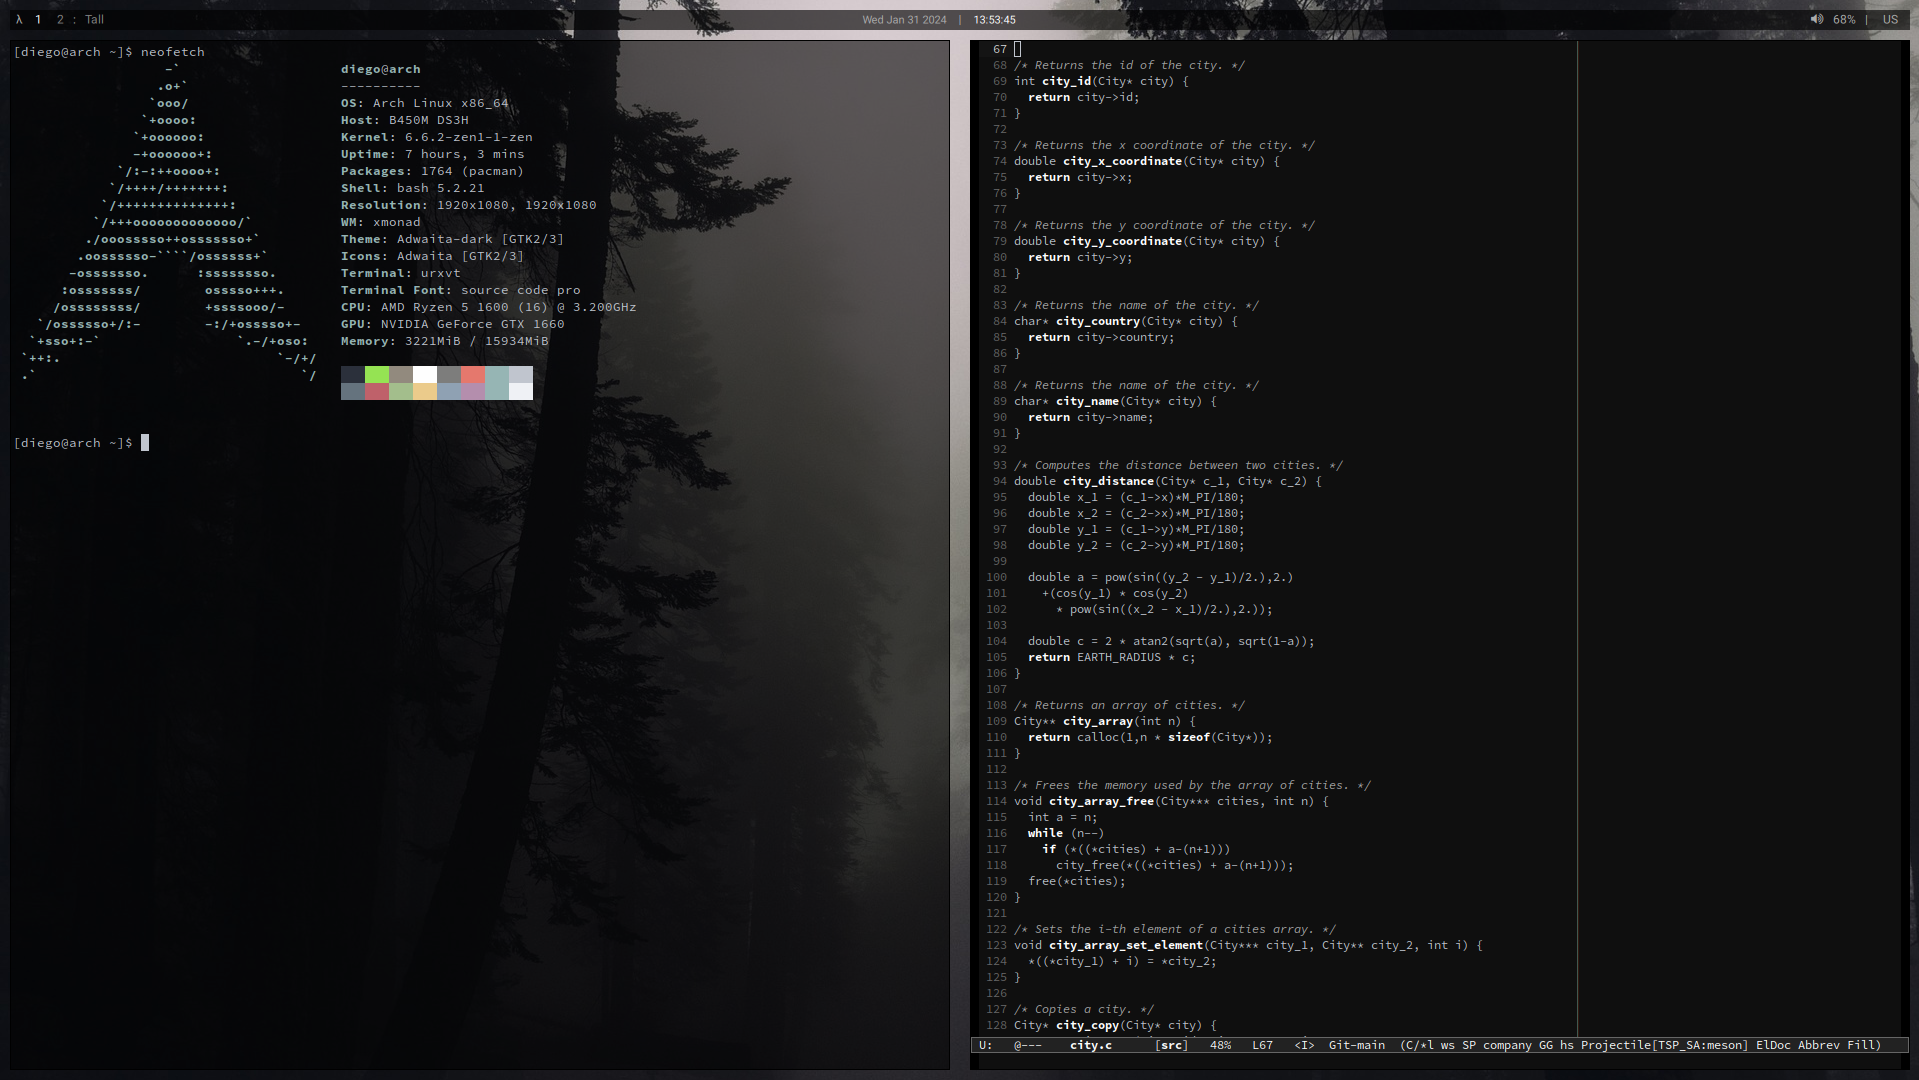 λ 1 2 : Tall
Wed Jan 31 2024 | 13:53:45
68% | US
[diego@arch ~]$ neofetch
-` diego@arch
.o+` ----------
`ooo/ OS: Arch Linux x86_64
`+oooo: Host: B450M DS3H
`+oooooo: Kernel: 6.6.2-zen1-1-zen
-+oooooo+: Uptime: 7 hours, 3 mins
`/:-:++oooo+: Packages: 1764 (pacman)
`/++++/+++++++: Shell: bash 5.2.21
`/++++++++++++++: Resolution: 1920x1080, 1920x1080
`/+++ooooooooooooo/` WM: xmonad
./ooosssso++osssssso+` Theme: Adwaita-dark [GTK2/3]
.oossssso-````/ossssss+` Icons: Adwaita [GTK2/3]
-osssssso. :ssssssso. Terminal: urxvt
:osssssss/ osssso+++. Terminal Font: source code pro
/ossssssss/ +ssssooo/- CPU: AMD Ryzen 5 1600 (16) @ 3.200GHz
`/ossssso+/:- -:/+osssso+- GPU: NVIDIA GeForce GTX 1660
`+sso+:-` `.-/+oso: Memory: 3221MiB / 15934MiB
`++:. `-/+/
.` `/
[diego@arch ~]$
67
68 /* Returns the id of the city. */
69 int city_id(City* city) {
70   return city->id;
71 }
72
73 /* Returns the x coordinate of the city. */
74 double city_x_coordinate(City* city) {
75   return city->x;
76 }
77
78 /* Returns the y coordinate of the city. */
79 double city_y_coordinate(City* city) {
80   return city->y;
81 }
82
83 /* Returns the name of the city. */
84 char* city_country(City* city) {
85   return city->country;
86 }
87
88 /* Returns the name of the city. */
89 char* city_name(City* city) {
90   return city->name;
91 }
92
93 /* Computes the distance between two cities. */
94 double city_distance(City* c_1, City* c_2) {
95   double x_1 = (c_1->x)*M_PI/180;
96   double x_2 = (c_2->x)*M_PI/180;
97   double y_1 = (c_1->y)*M_PI/180;
98   double y_2 = (c_2->y)*M_PI/180;
99
100   double a = pow(sin((y_2 - y_1)/2.),2.)
101     +(cos(y_1) * cos(y_2)
102       * pow(sin((x_2 - x_1)/2.),2.));
103
104   double c = 2 * atan2(sqrt(a), sqrt(1-a));
105   return EARTH_RADIUS * c;
106 }
107
108 /* Returns an array of cities. */
109 City** city_array(int n) {
110   return calloc(1,n * sizeof(City*));
111 }
112
113 /* Frees the memory used by the array of cities. */
114 void city_array_free(City*** cities, int n) {
115   int a = n;
116   while (n--)
117     if (*((*cities) + a-(n+1)))
118       city_free(*((*cities) + a-(n+1)));
119   free(*cities);
120 }
121
122 /* Sets the i-th element of a cities array. */
123 void city_array_set_element(City*** city_1, City** city_2, int i) {
124   *((*city_1) + i) = *city_2;
125 }
126
127 /* Copies a city. */
128 City* city_copy(City* city) {
U: @--- city.c [src] 48% L67 <I> Git-main (C/*l ws SP company GG hs Projectile[TSP_SA:meson] ElDoc Abbrev Fill)